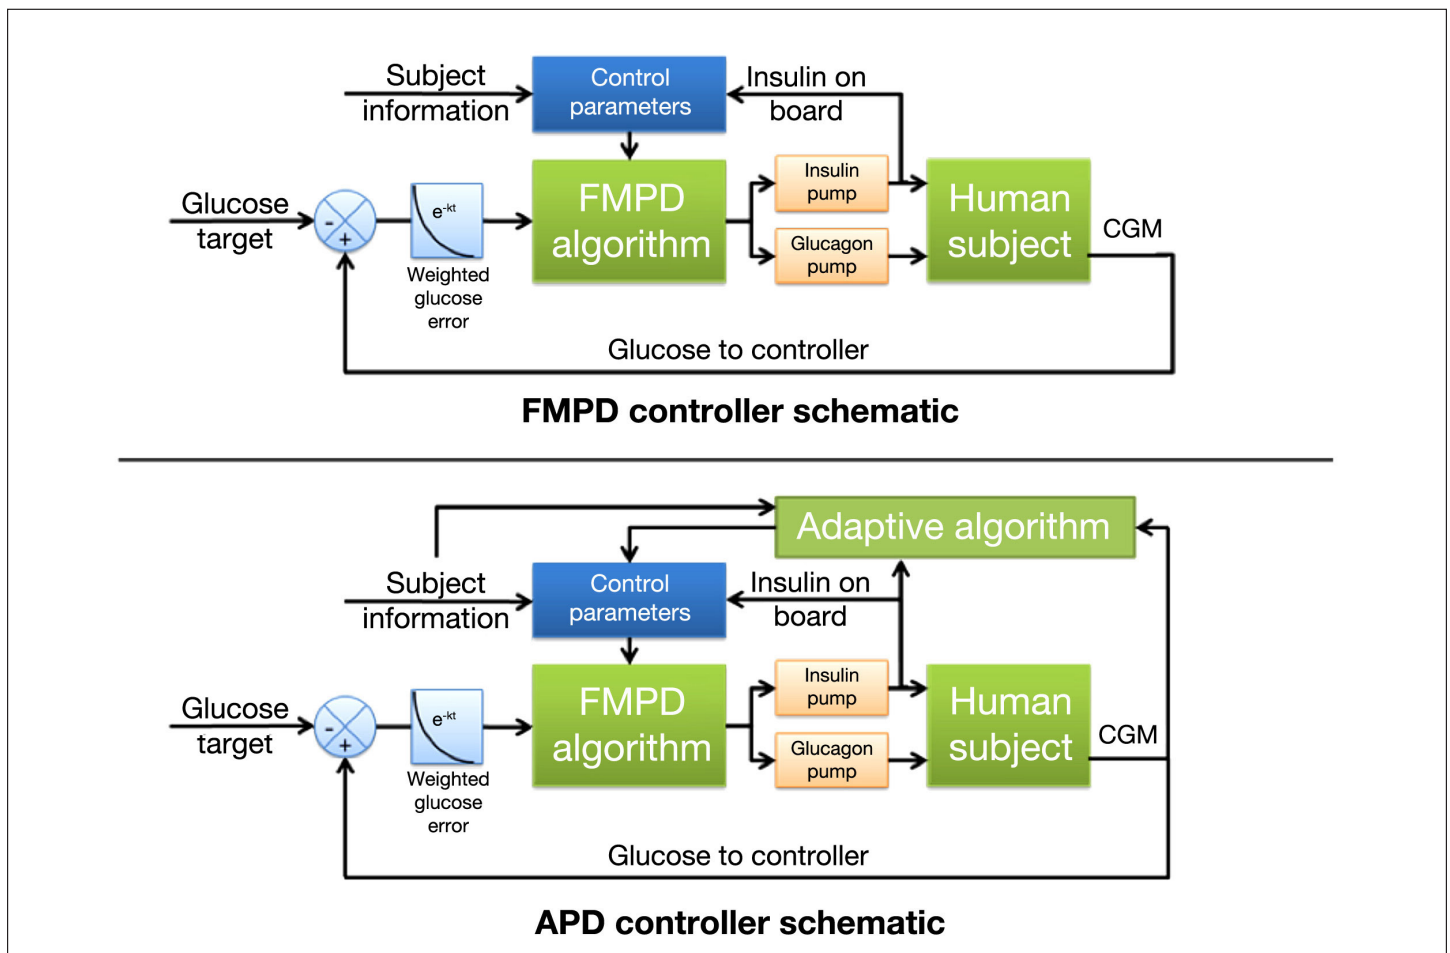 Subject
information
Control
parameters
Insulin on
board
Glucose
target
-
+
e-kt
Weighted
glucose
error
FMPD
algorithm
Insulin
pump
Glucagon
pump
Human
subject
CGM
Glucose to controller
FMPD controller schematic
Adaptive algorithm
Subject
information
Control
parameters
Insulin on
board
Glucose
target
-
+
e-kt
Weighted
glucose
error
FMPD
algorithm
Insulin
pump
Glucagon
pump
Human
subject
CGM
Glucose to controller
APD controller schematic